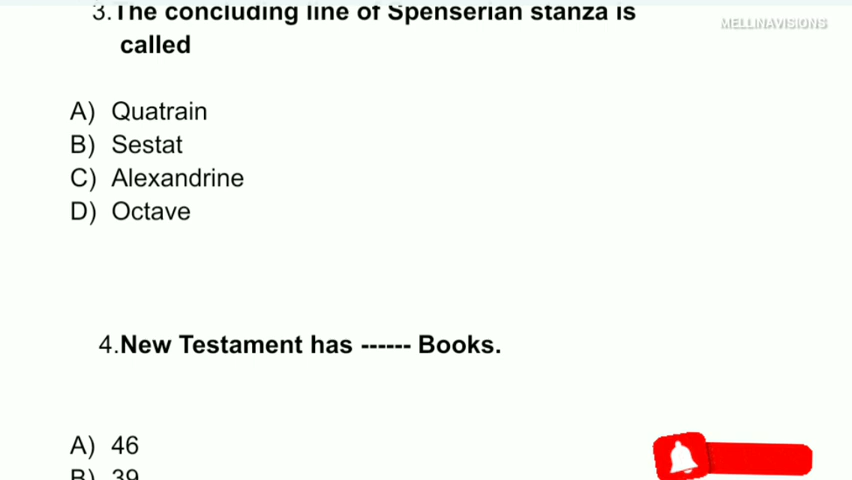 MELLINAVISIONS
3.The concluding line of Spenserian stanza is
called
A) Quatrain
B) Sestat
C) Alexandrine
D) Octave
4.New Testament has ------ Books.
A) 46
B) 39